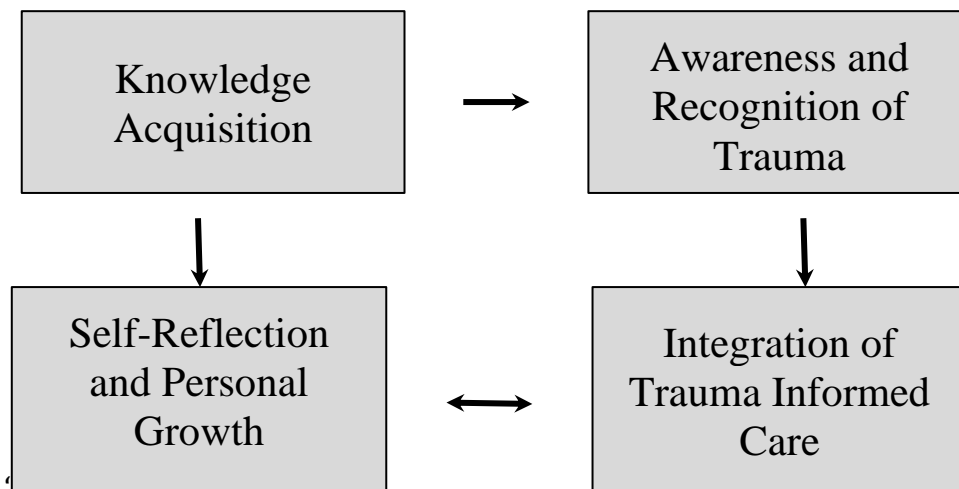 Knowledge
Acquisition
Awareness and
Recognition of
Trauma
Self-Reflection
and Personal
Growth
Integration of
Trauma Informed
Care
‘